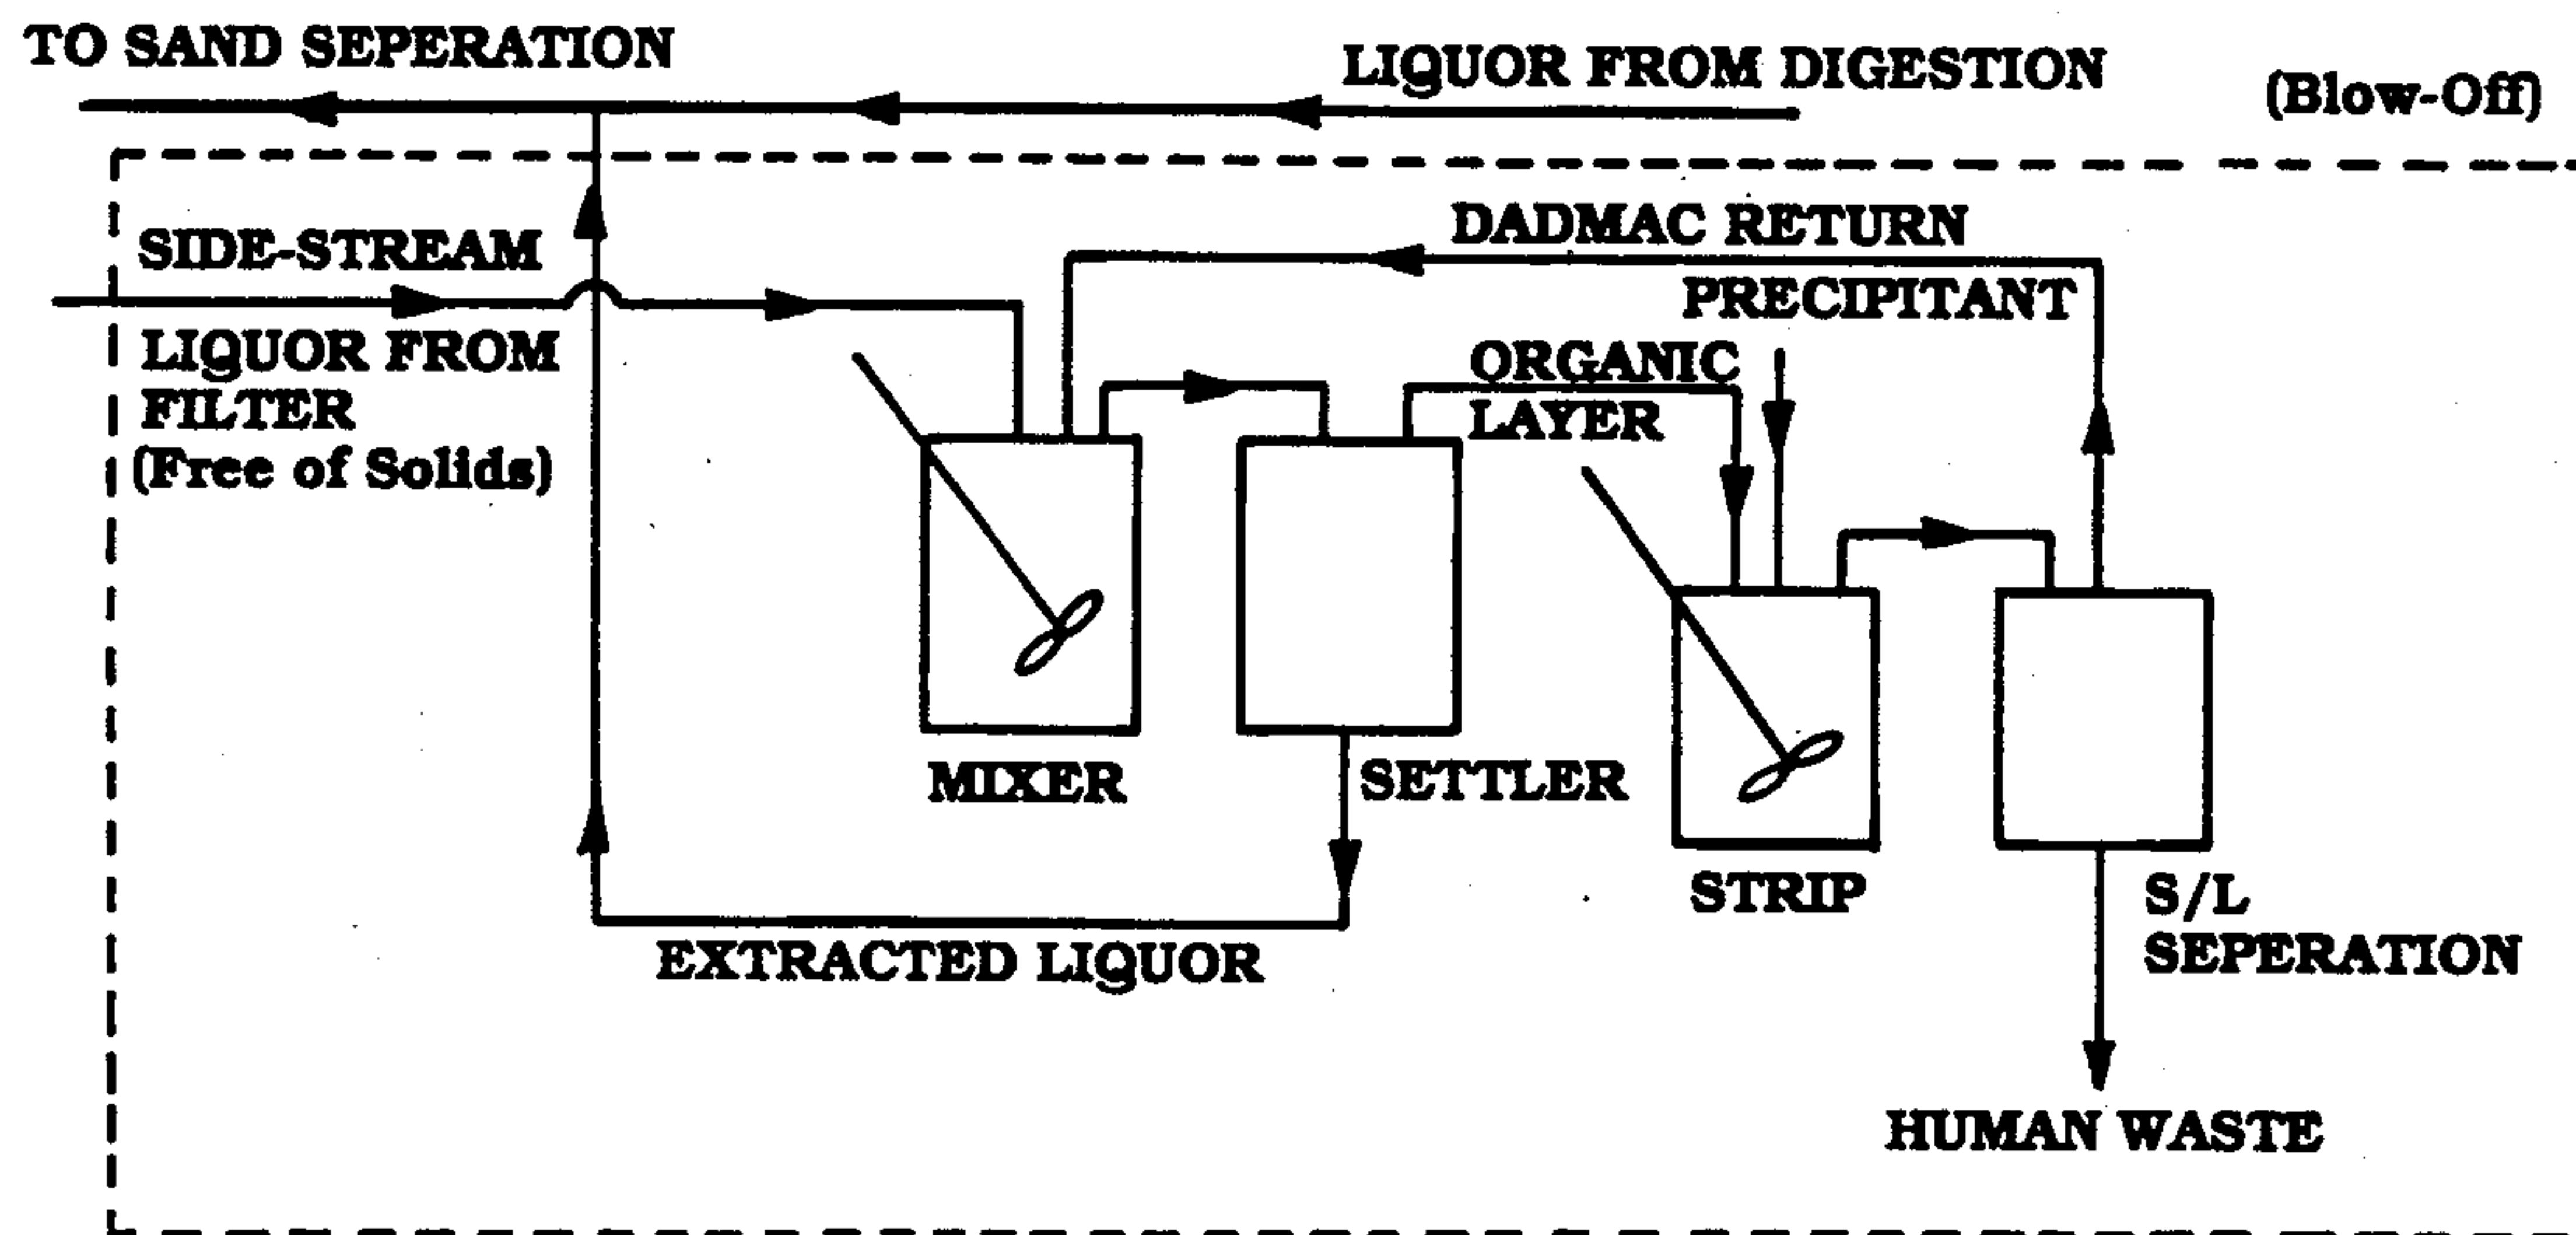 TO SAND SEPERATION
LIQUOR FROM DIGESTION
(Blow-Off)
SIDE-STREAM
DADMAC RETURN
PRECIPITANT
LIQUOR FROM
FILTER
(Free of Solids)
ORGANIC
LAYER
MIXER
SETTLER
STRIP
S/L
SEPERATION
EXTRACTED LIQUOR
HUMAN WASTE